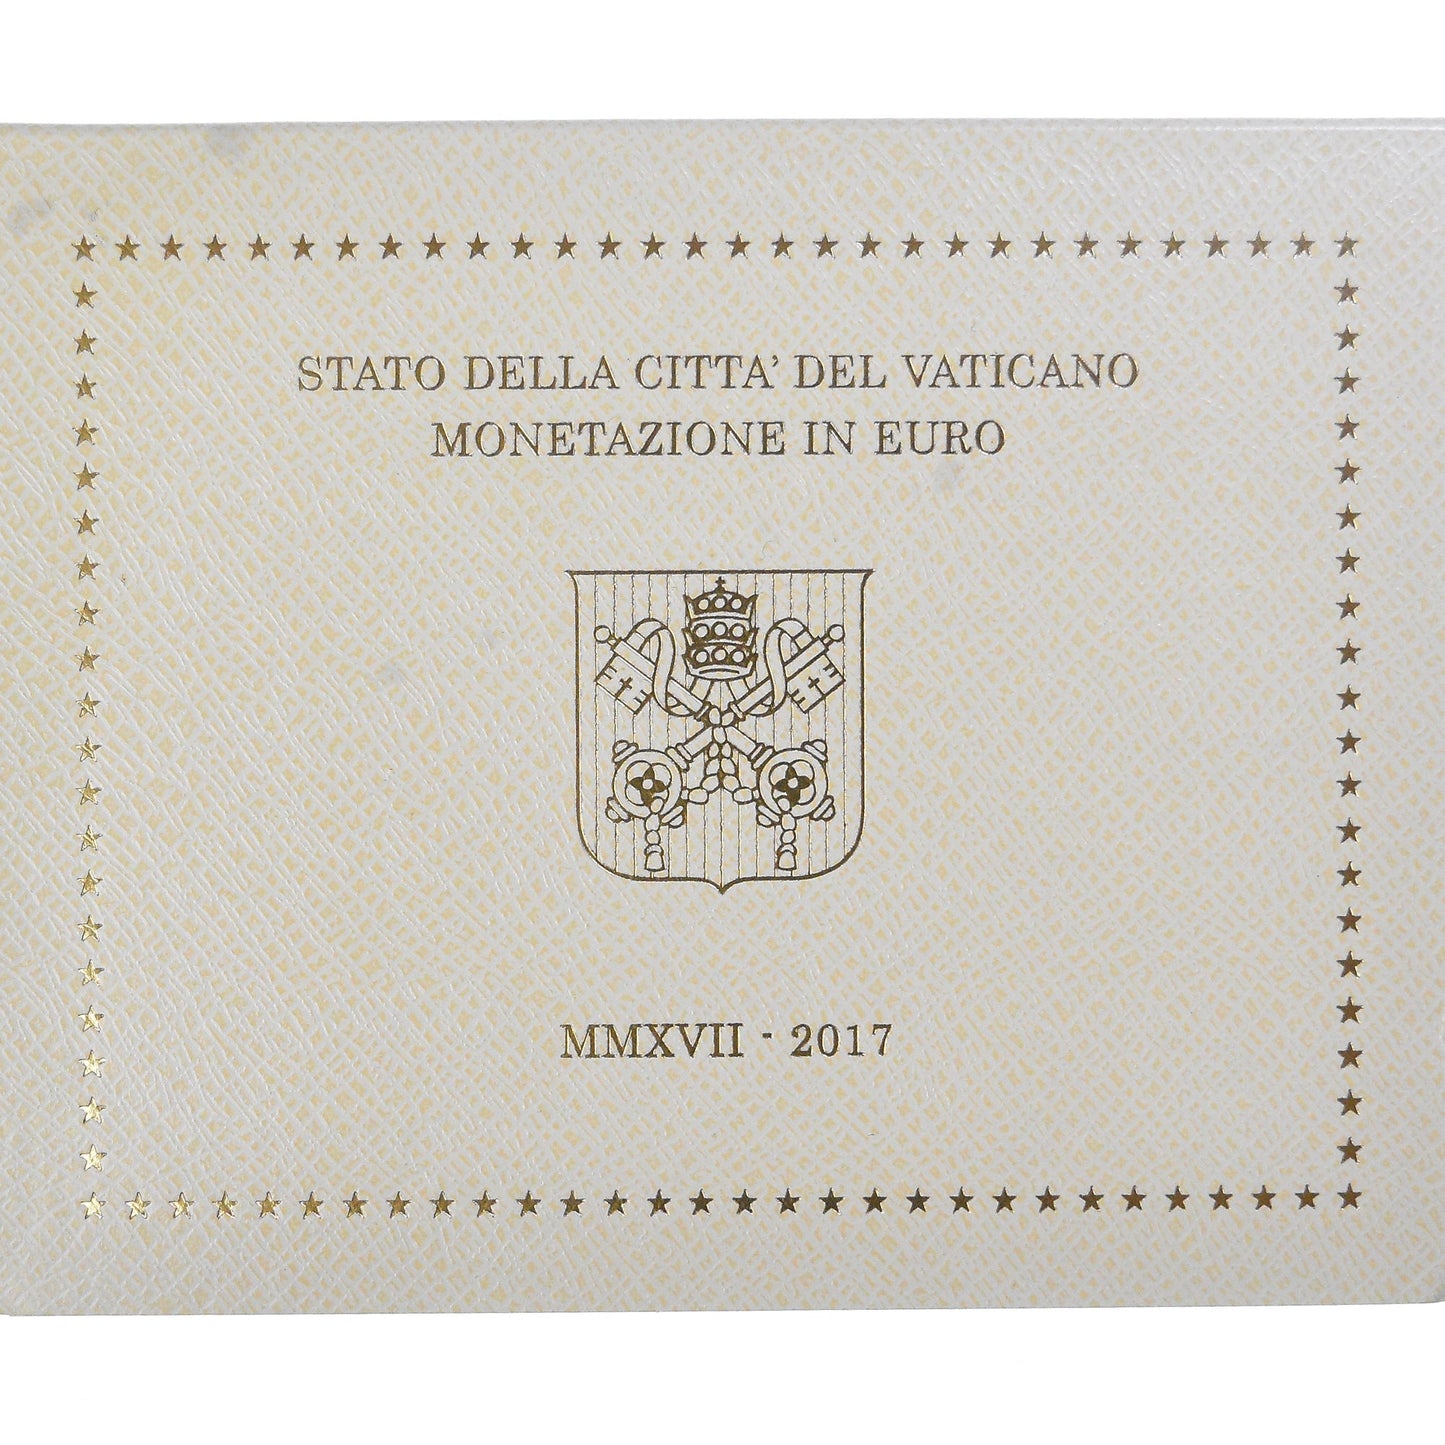 STATO DELLA CITTA' DEL VATICANO
MONETAZIONE IN EURO
MMXVII - 2017